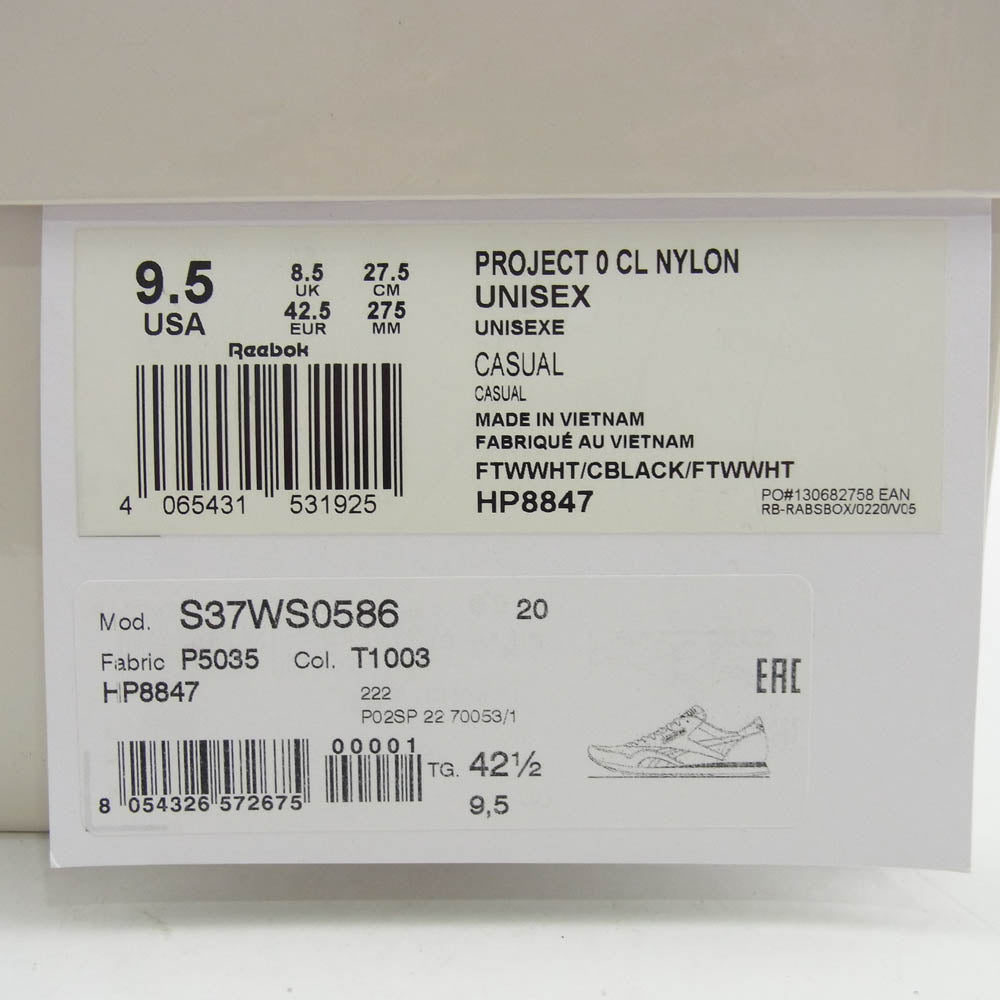 9.5
USA
8.5
UK
27.5
CM
42.5
EUR
275
MM
Reebok
4 065431 531925
PROJECT 0 CL NYLON
UNISEX
UNISEXE
CASUAL
CASUAL
MADE IN VIETNAM
FABRIQUÉ AU VIETNAM
FTWWHT/CBLACK/FTWWHT
HP8847
PO#130682758 EAN
RB-RABSBOX/0220/V05
Mod. S37WS0586 20
Fabric P5035 Col. T1003
HP8847 222
P02SP 22 70053/1
EAC
00001
8 054326 572675
TG. 42½
9,5